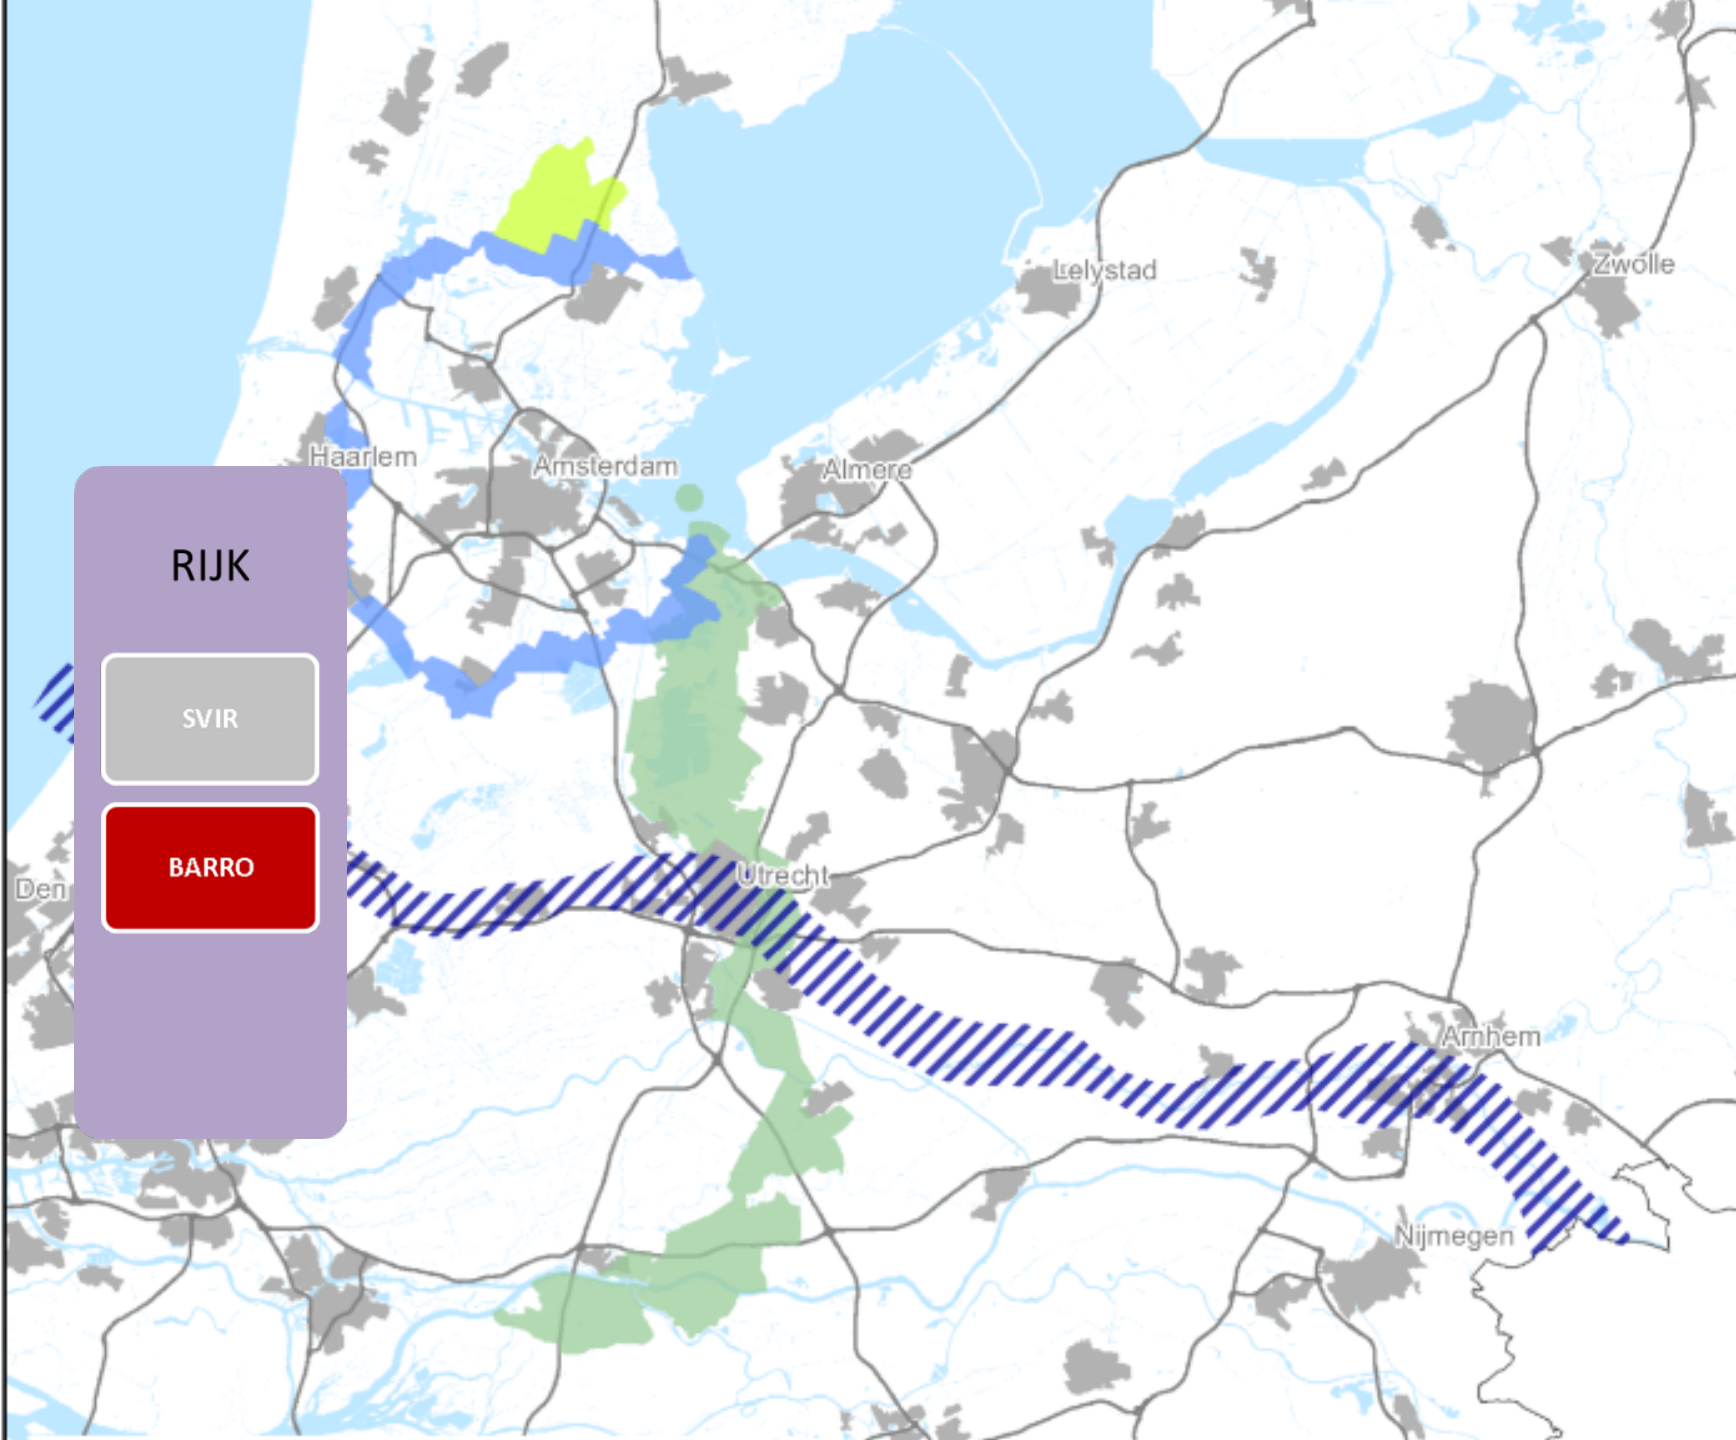 Lelystad
Zwolle
Haarlem
Amsterdam
Almere
RIJK
SVIR
BARRO
Utrecht
Den
Arnhem
Nijmegen